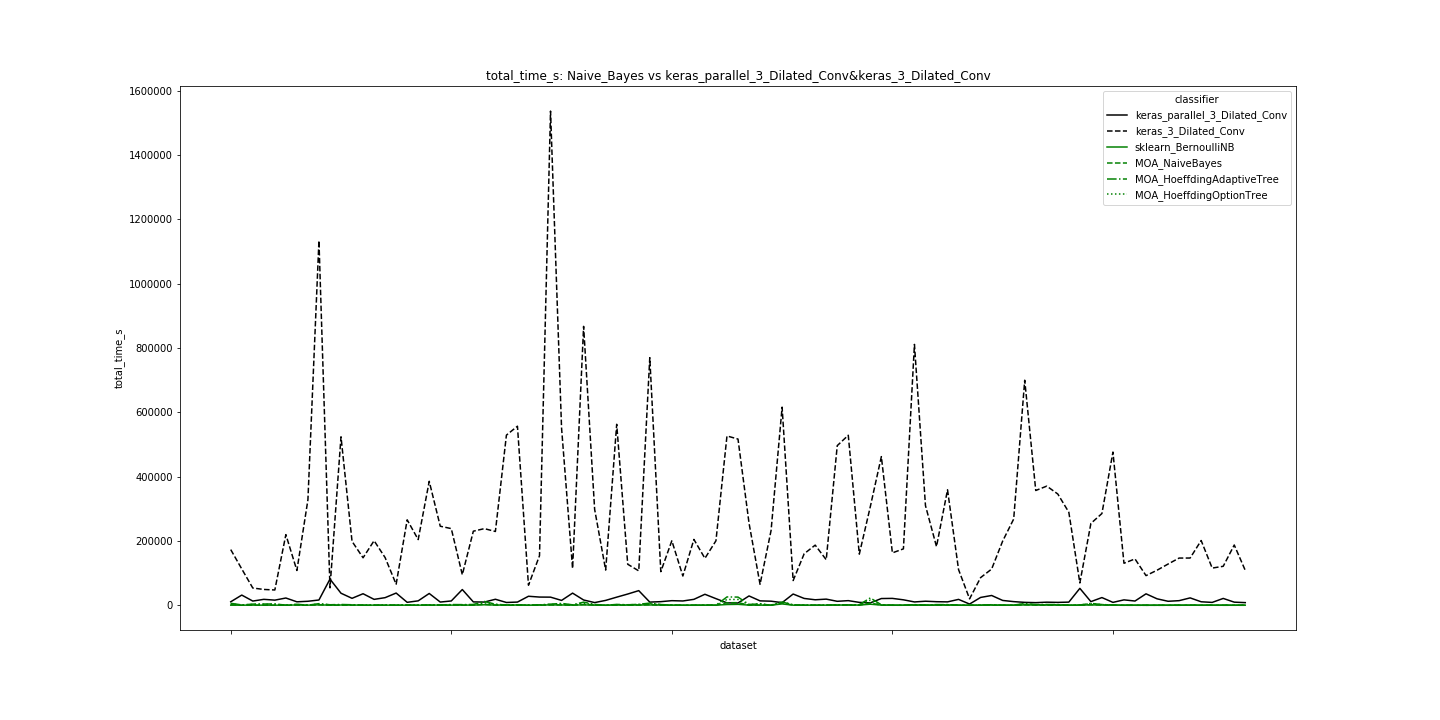 total_time_s: Naive_Bayes vs keras_parallel_3_Dilated_Conv&keras_3_Dilated_Conv
1600000
1400000
1200000
1000000
800000
600000
400000
200000
0
total_time_s
dataset
classifier
keras_parallel_3_Dilated_Conv
keras_3_Dilated_Conv
sklearn_BernoulliNB
MOA_NaiveBayes
MOA_HoeffdingAdaptiveTree
MOA_HoeffdingOptionTree